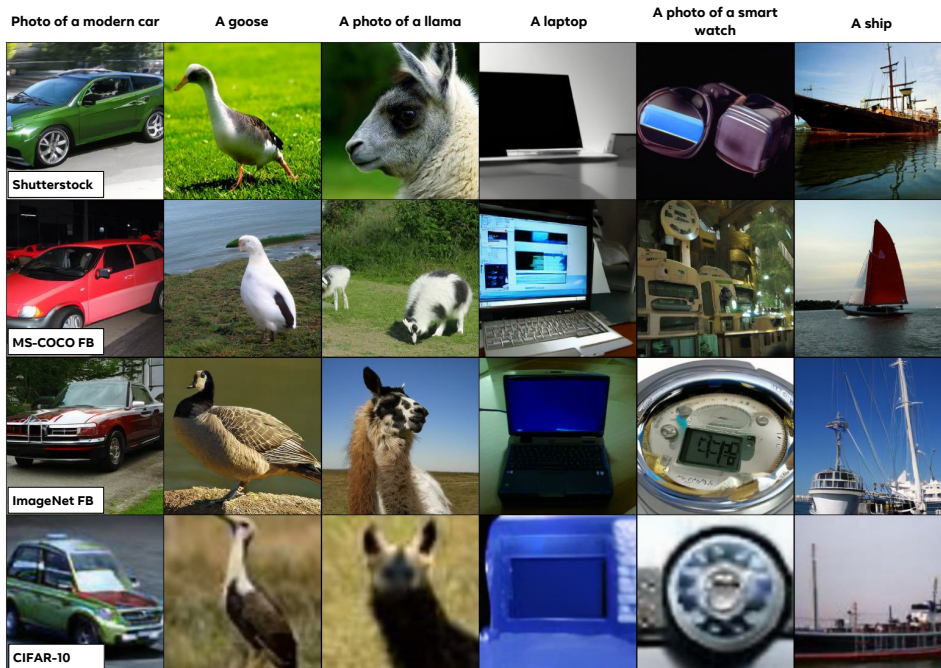 Photo of a modern car
A goose
A photo of a llama
A laptop
A photo of a smart
watch
A ship
Shutterstock
MS-COCO FB
ImageNet FB
CIFAR-10